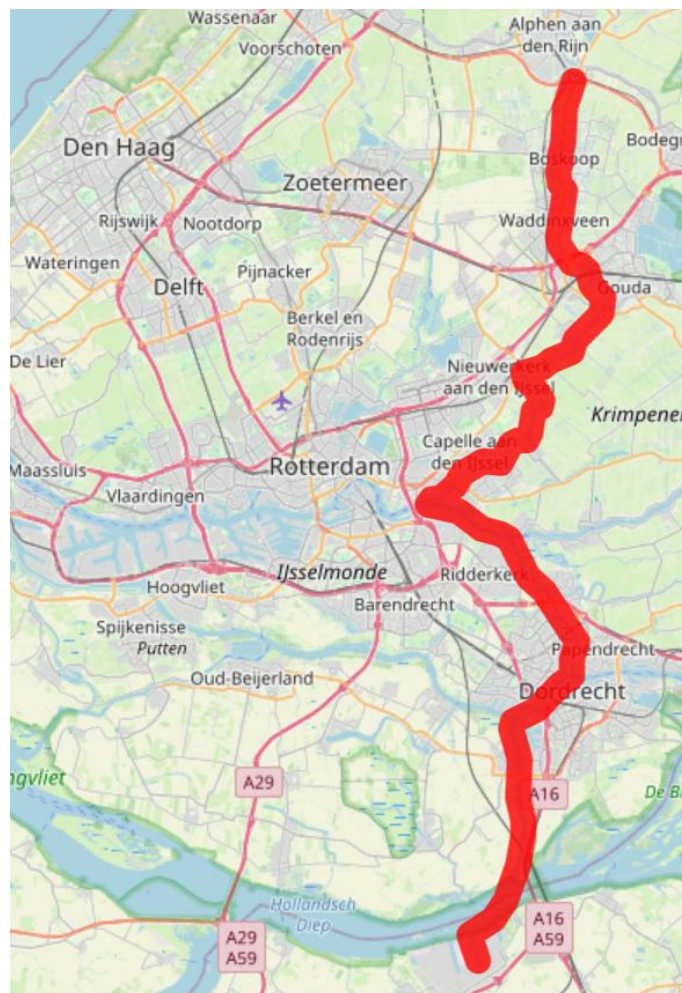 Wassenaar
Alphen aan
den Rijn
Voorschoten
Den Haag
Bodegr
Boskoop
Zoetermeer
Rijswijk
Nootdorp
Waddinxveen
Wateringen
Pijnacker
Delft
Gouda
Berkel en
Rodenrijs
De Lier
Nieuwerkerk
aan den IJssel
Krimpener
Capelle aan
den IJssel
Maassluis
Rotterdam
Vlaardingen
IJsselmonde
Ridderkerk
Hoogvliet
Barendrecht
Spijkenisse
Putten
Papendrecht
Oud-Beijerland
Dordrecht
ngvliet
A29
A16
De Bi
Hollandsch
Diep
A29
A59
A16
A59